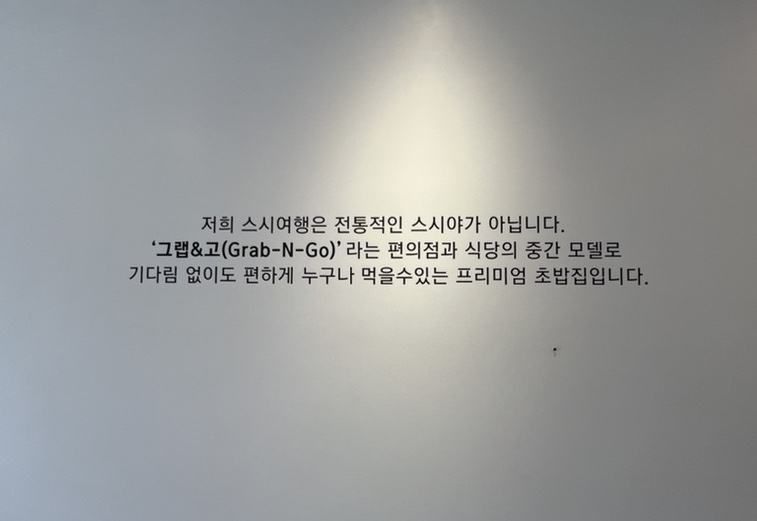 저희 스시여행은 전통적인 스시야가 아닙니다.
‘그랩&고(Grab-N-Go)’ 라는 편의점과 식당의 중간 모델로
기다림 없이도 편하게 누구나 먹을수있는 프리미엄 초밥집입니다.